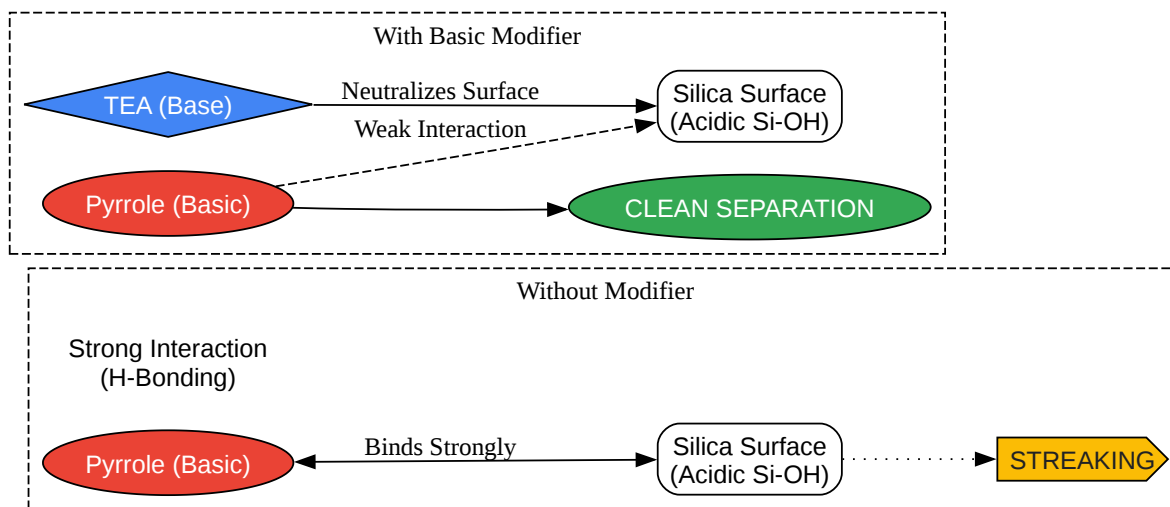 With Basic Modifier
TEA (Base)
Neutralizes Surface
Silica Surface
(Acidic Si-OH)
Weak Interaction
Pyrrole (Basic)
CLEAN SEPARATION
Without Modifier
Strong Interaction
(H-Bonding)
Pyrrole (Basic)
Binds Strongly
Silica Surface
(Acidic Si-OH)
STREAKING